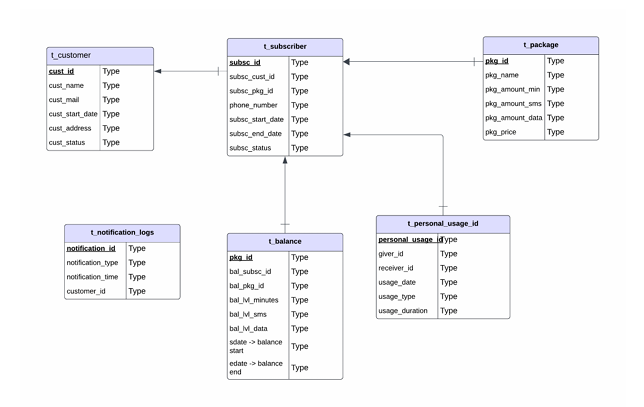 t_customer
cust_id Type
cust_name Type
cust_mail Type
cust_start_date Type
cust_address Type
cust_status Type
t_subscriber
subsc_id Type
subsc_cust_id Type
subsc_pkg_id Type
phone_number Type
subsc_start_date Type
subsc_end_date Type
subsc_status Type
t_package
pkg_id Type
pkg_name Type
pkg_amount_min Type
pkg_amount_sms Type
pkg_amount_data Type
pkg_price Type
t_notification_logs
notification_id Type
notification_type Type
notification_time Type
customer_id Type
t_balance
pkg_id Type
bal_subsc_id Type
bal_pkg_id Type
bal_lvl_minutes Type
bal_lvl_sms Type
bal_lvl_data Type
sdate -> balance Type
start
edate -> balance Type
end
t_personal_usage_id
personal_usage_id Type
giver_id Type
receiver_id Type
usage_date Type
usage_type Type
usage_duration Type